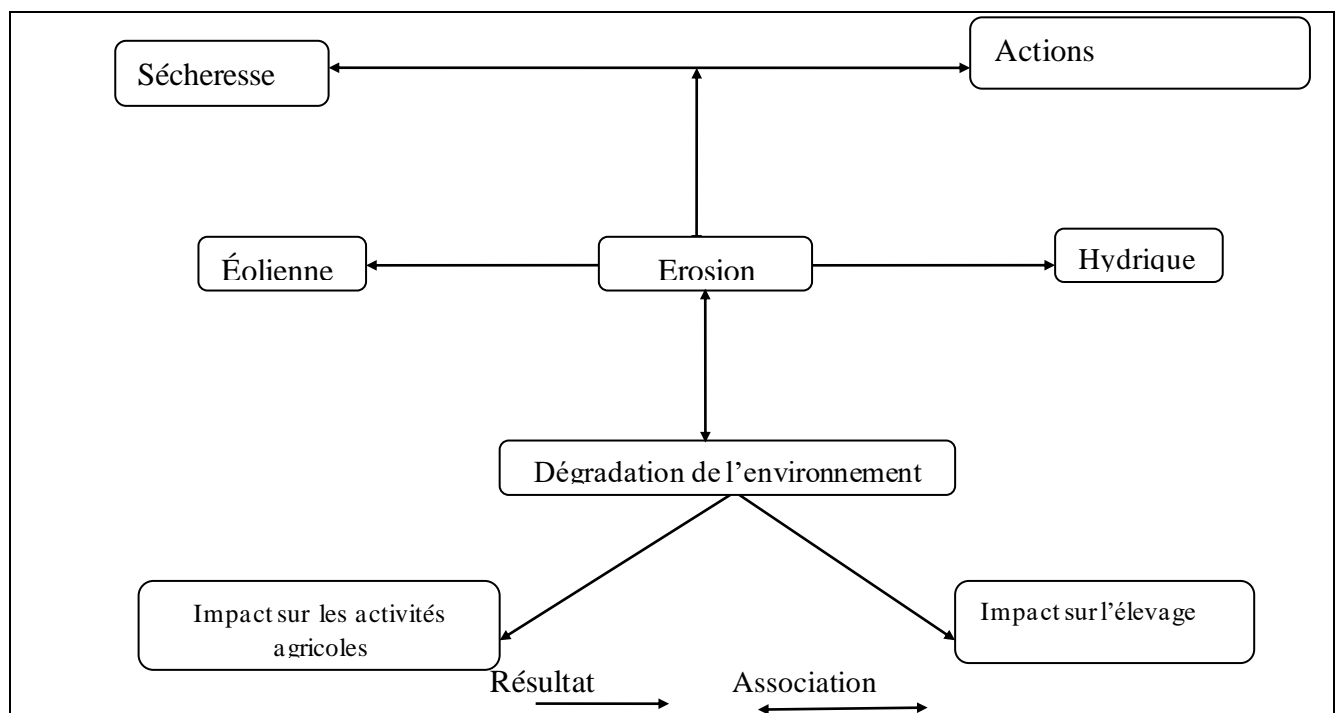 Sécheresse
Actions
Éolienne
Erosion
Hydrique
Dégradation de l’environnement
Impact sur les activités
agricoles
Impact sur l’élevage
Résultat
Association